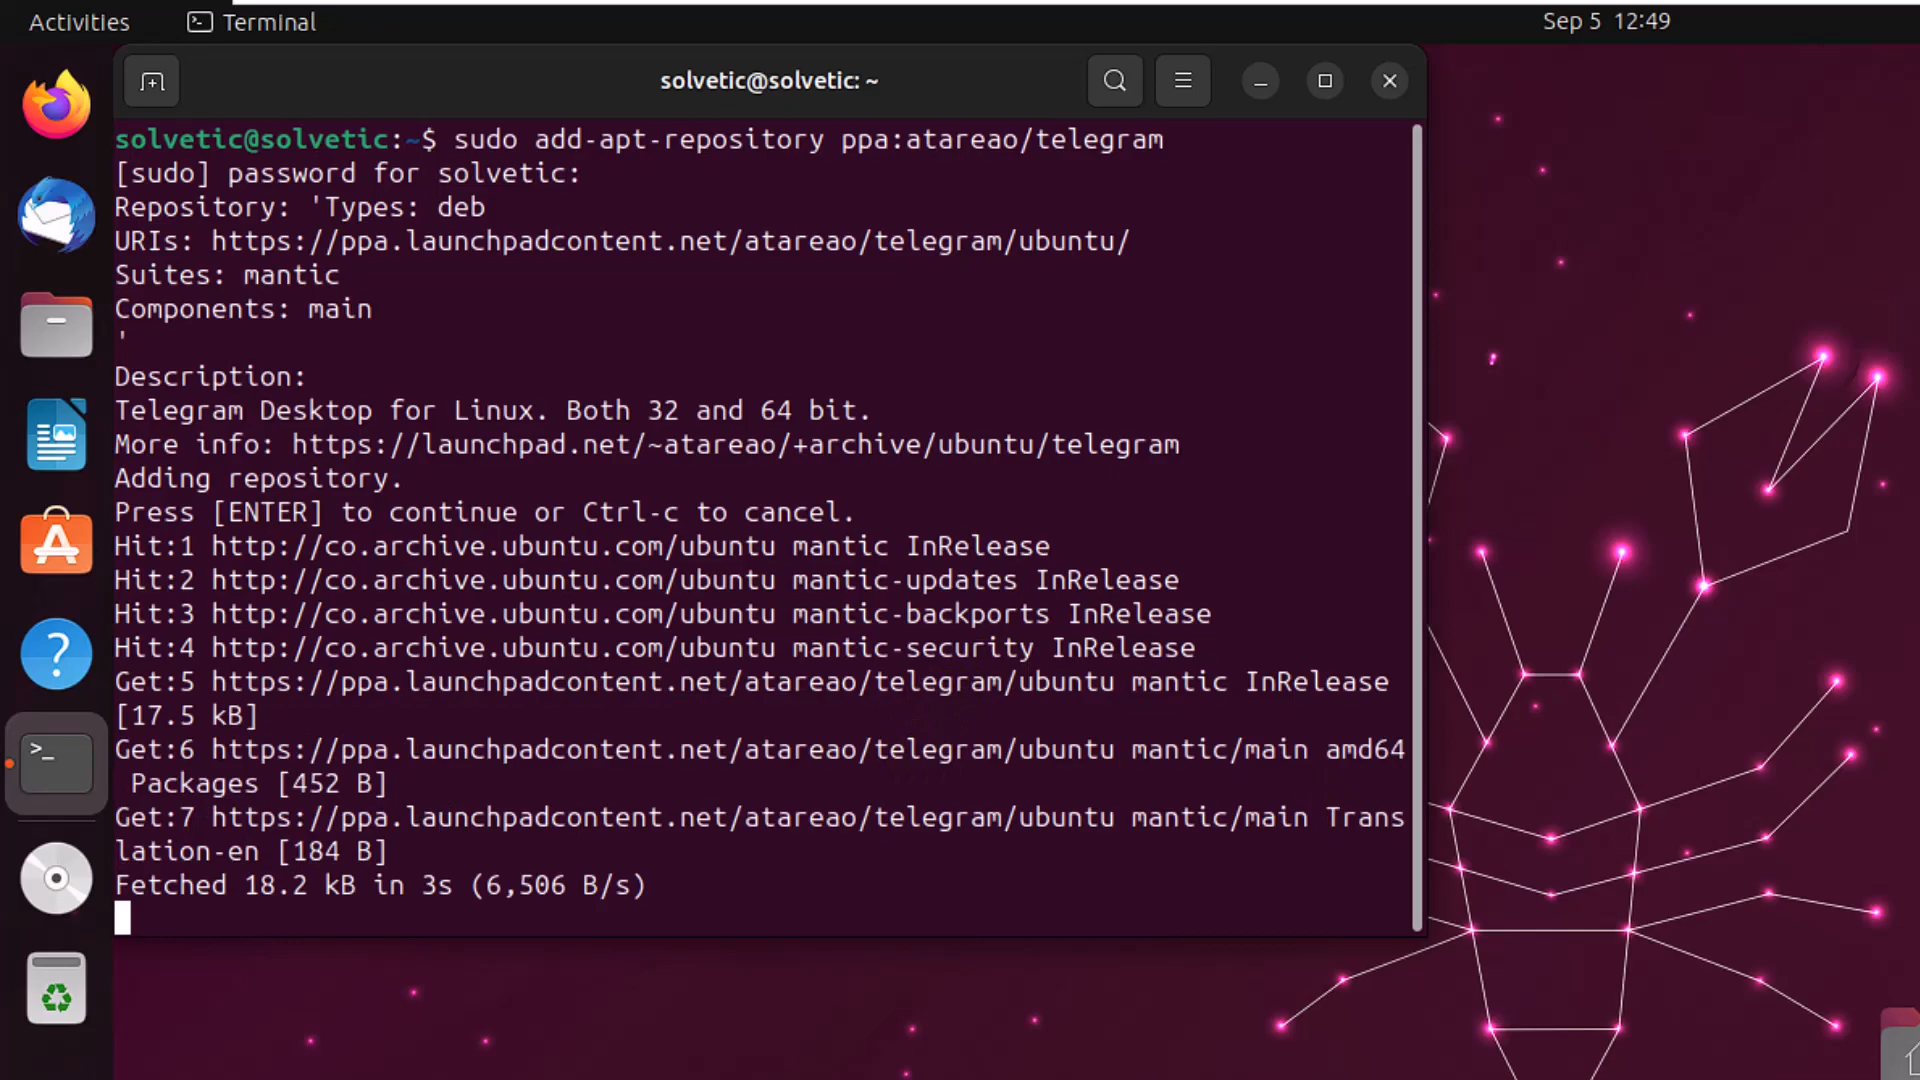 Activities
Terminal
Sep 5 12:49
solvetic@solvetic: ~
solvetic@solvetic:~$ sudo add-apt-repository ppa:atareao/telegram
[sudo] password for solvetic:
Repository: 'Types: deb
URIs: https://ppa.launchpadcontent.net/atareao/telegram/ubuntu/
Suites: mantic
Components: main
'
Description:
Telegram Desktop for Linux. Both 32 and 64 bit.
More info: https://launchpad.net/~atareao/+archive/ubuntu/telegram
Adding repository.
Press [ENTER] to continue or Ctrl-c to cancel.
Hit:1 http://co.archive.ubuntu.com/ubuntu mantic InRelease
Hit:2 http://co.archive.ubuntu.com/ubuntu mantic-updates InRelease
Hit:3 http://co.archive.ubuntu.com/ubuntu mantic-backports InRelease
Hit:4 http://co.archive.ubuntu.com/ubuntu mantic-security InRelease
Get:5 https://ppa.launchpadcontent.net/atareao/telegram/ubuntu mantic InRelease
[17.5 kB]
Get:6 https://ppa.launchpadcontent.net/atareao/telegram/ubuntu mantic/main amd64
 Packages [452 B]
Get:7 https://ppa.launchpadcontent.net/atareao/telegram/ubuntu mantic/main Trans
lation-en [184 B]
Fetched 18.2 kB in 3s (6,506 B/s)